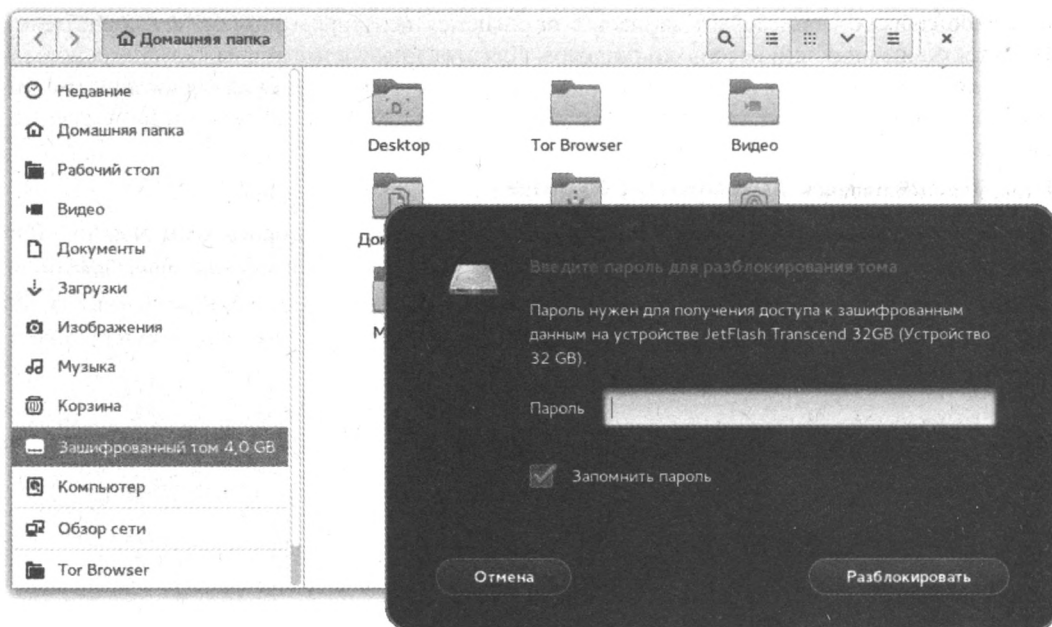 Домашняя папка
Недавние
Домашняя папка
Рабочий стол
Видео
Документы
Загрузки
Изображения
Музыка
Корзина
Зашифрованный том 4,0 GB
Компьютер
Обзор сети
Tor Browser
Desktop
Tor Browser
Видео
Док
М
Введите пароль для разблокирования тома
Пароль нужен для получения доступа к зашифрованным
данным на устройстве JetFlash Transcend 32GB (Устройство
32 GB).
Пароль
Запомнить пароль
Отмена
Разблокировать